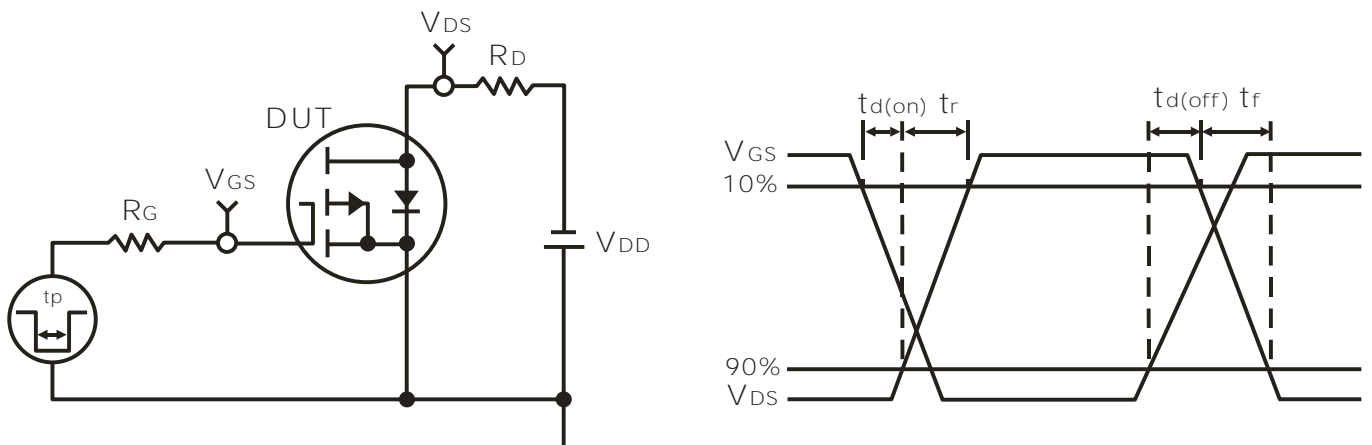 VDS
RD
DUT
VGS
RG
VDD
tp
td(on) tr
td(off) tf
VGS
10%
90%
VDS